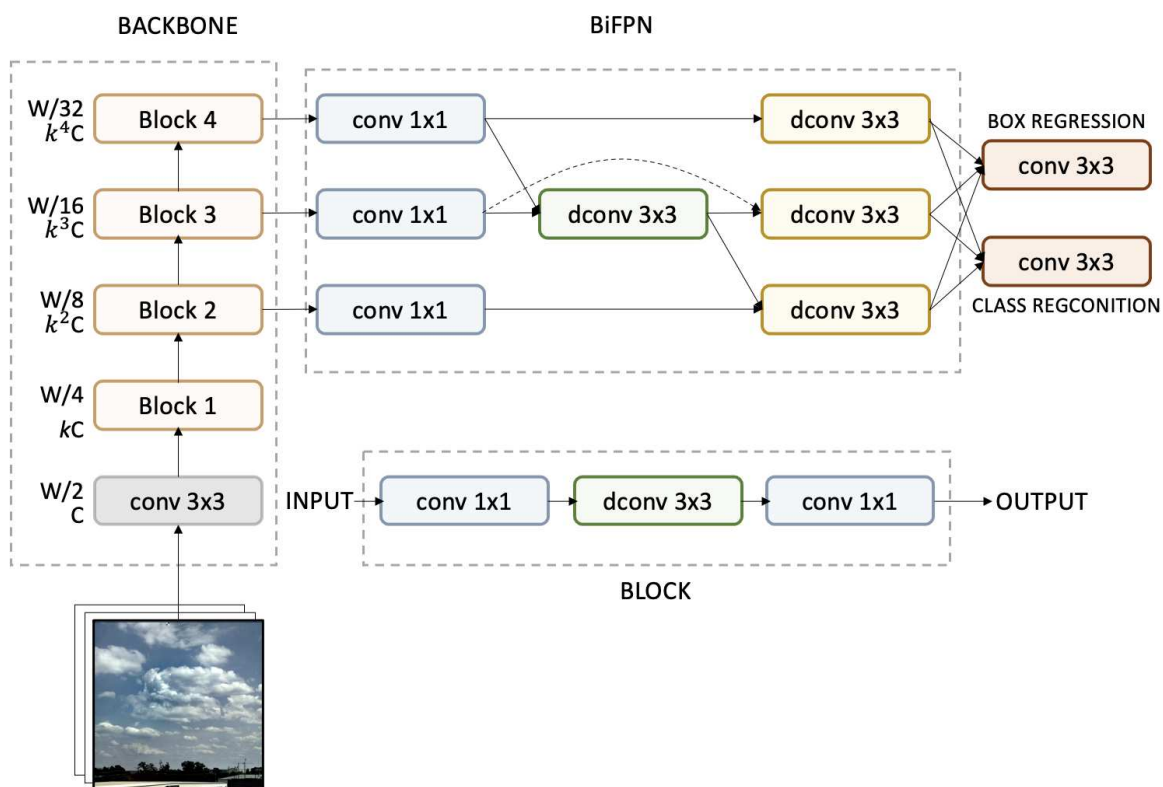 BACKBONE
BiFPN
W/32
k⁴C
Block 4
conv 1x1
dconv 3x3
BOX REGRESSION
conv 3x3
W/16
k³C
Block 3
conv 1x1
dconv 3x3
dconv 3x3
conv 3x3
CLASS REGCONITION
W/8
k²C
Block 2
conv 1x1
dconv 3x3
W/4
kC
Block 1
W/2
C
conv 3x3
INPUT
conv 1x1
dconv 3x3
conv 1x1
OUTPUT
BLOCK